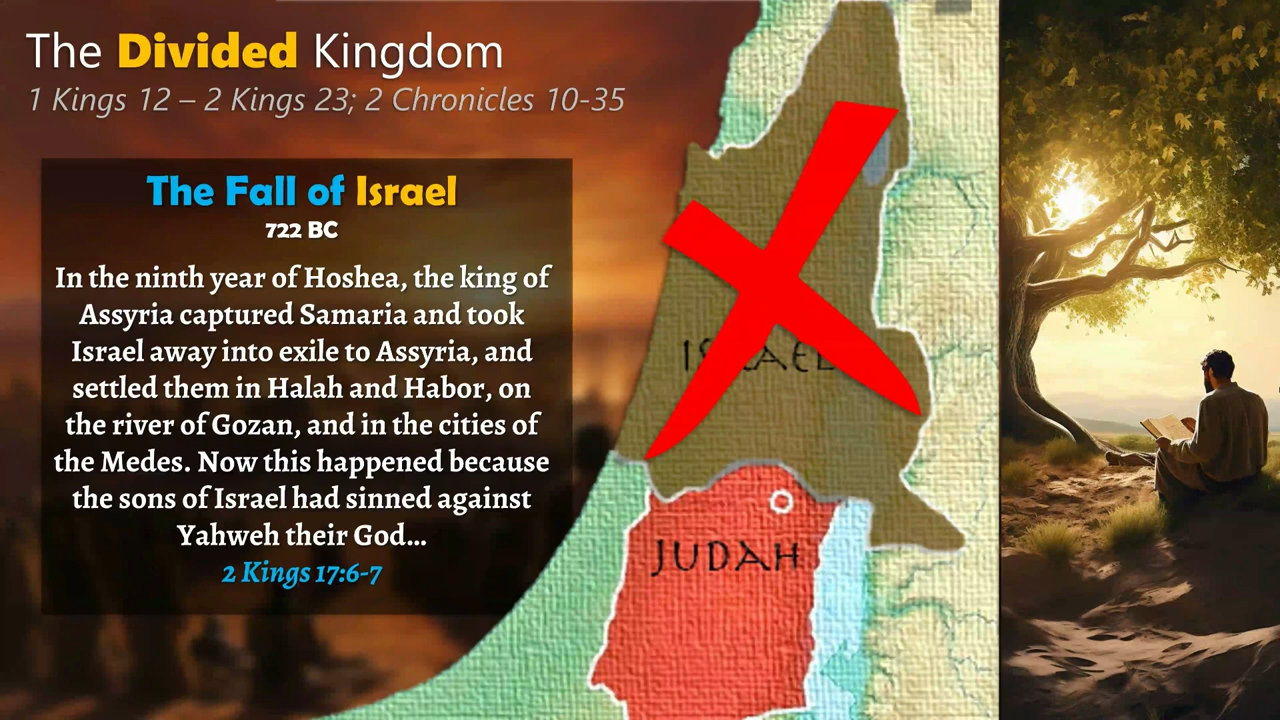 The Divided Kingdom
1 Kings 12 – 2 Kings 23; 2 Chronicles 10-35
The Fall of Israel
722 BC
In the ninth year of Hoshea, the king of
Assyria captured Samaria and took
Israel away into exile to Assyria, and
settled them in Halah and Habor, on
the river of Gozan, and in the cities of
the Medes. Now this happened because
the sons of Israel had sinned against
Yahweh their God...
2 Kings 17:6-7
ISRAEL
JUDAH